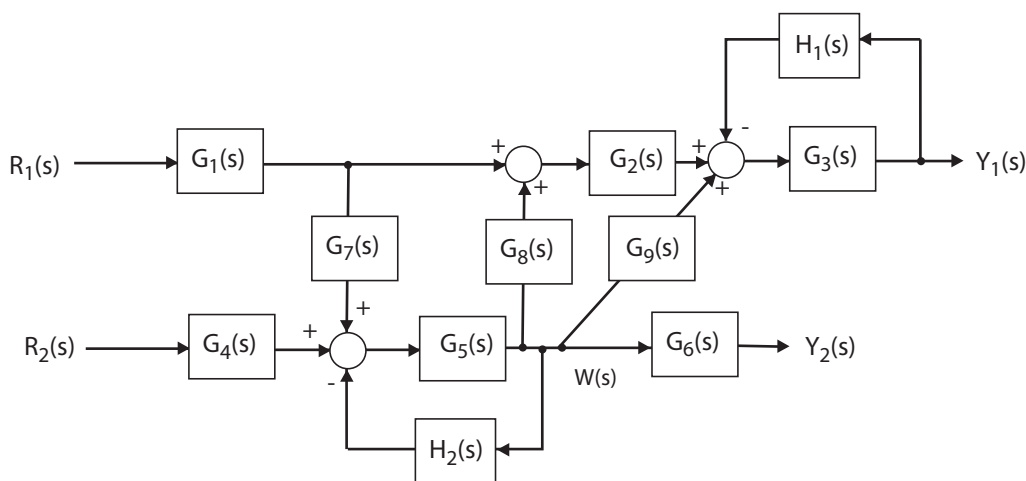 H1(s)
-
R1(s)
G1(s)
+
+
G2(s)
+
+
G3(s)
Y1(s)
G7(s)
G8(s)
G9(s)
+
R2(s)
G4(s)
+
-
G5(s)
W(s)
G6(s)
Y2(s)
H2(s)